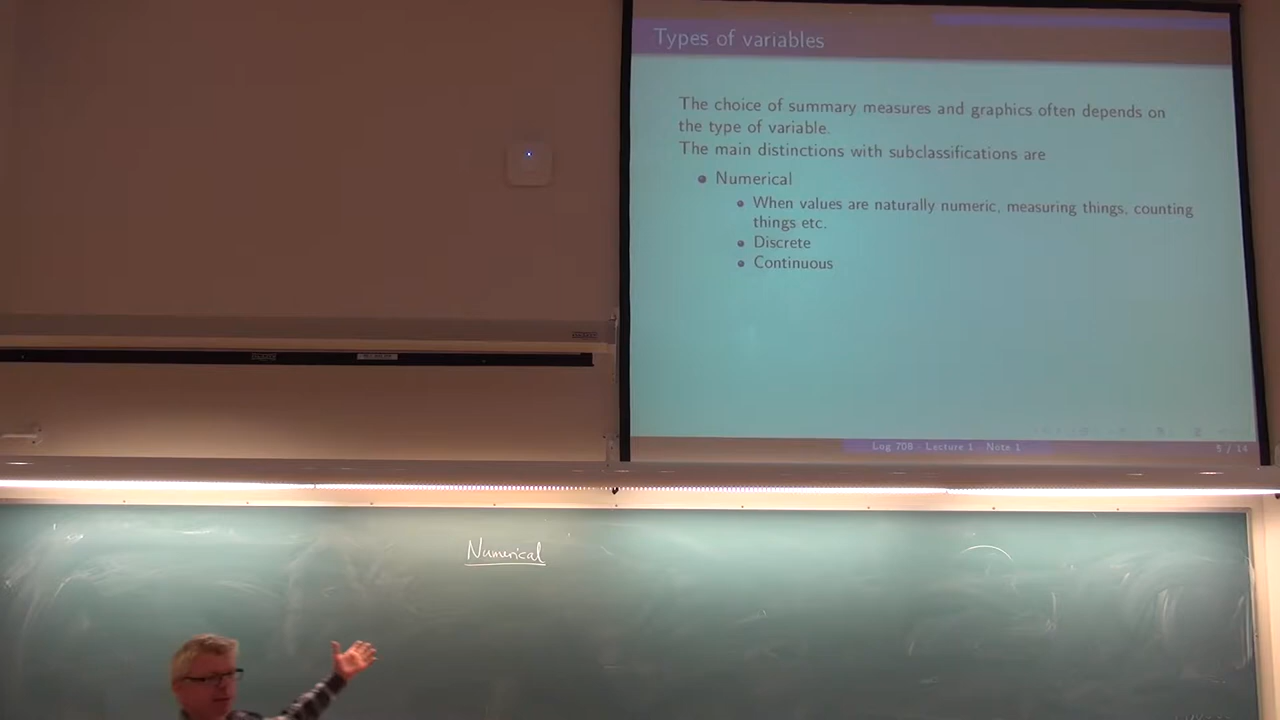 Types of variables
The choice of summary measures and graphics often depends on
the type of variable.
The main distinctions with subclassifications are
Numerical
When values are naturally numeric, measuring things, counting
things etc.
Discrete
Continuous
Log 708 - Lecture 1 - Note 1
5 / 14
Numerical